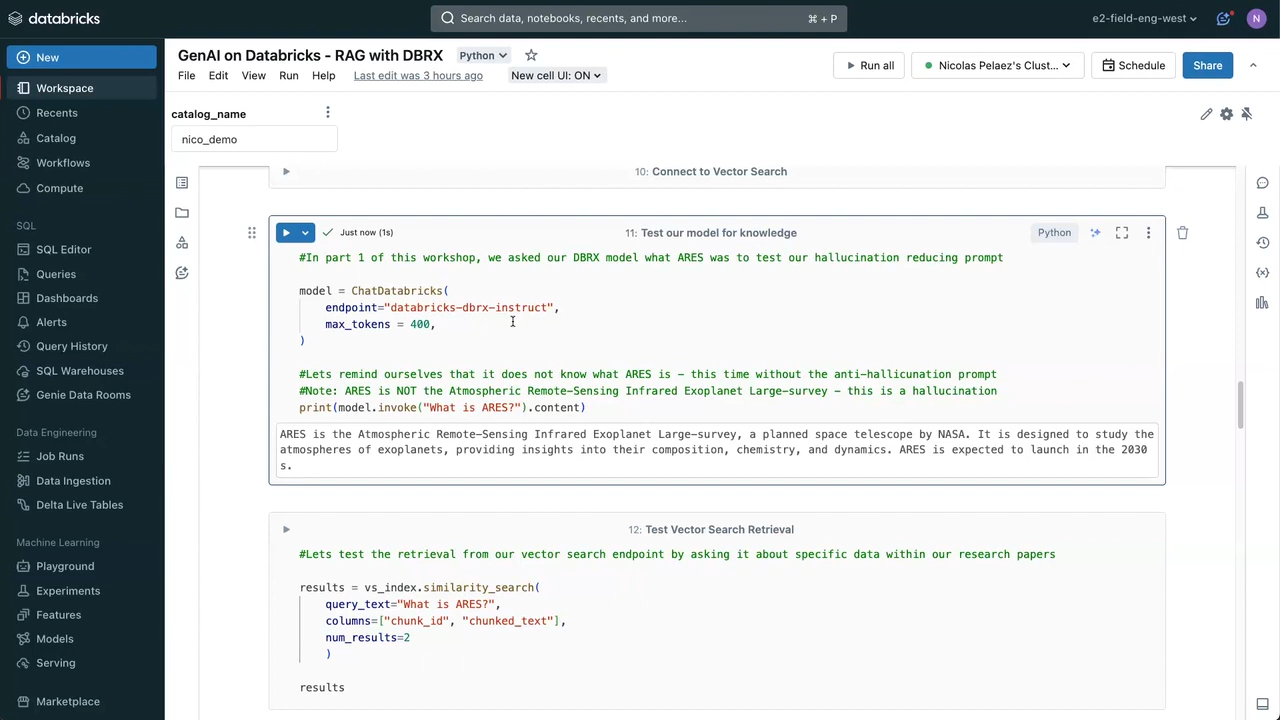 databricks
Search data, notebooks, recents, and more...
⌘ + P
e2-field-eng-west
N
New
Workspace
Recents
Catalog
Workflows
Compute
SQL
SQL Editor
Queries
Dashboards
Alerts
Query History
SQL Warehouses
Genie Data Rooms
Data Engineering
Job Runs
Data Ingestion
Delta Live Tables
Machine Learning
Playground
Experiments
Features
Models
Serving
Marketplace
GenAI on Databricks - RAG with DBRX
Python
File Edit View Run Help
Last edit was 3 hours ago
New cell UI: ON
Run all
Nicolas Pelaez's Clust...
Schedule
Share
catalog_name
nico_demo
10: Connect to Vector Search
Just now (1s)
11: Test our model for knowledge
Python
#In part 1 of this workshop, we asked our DBRX model what ARES was to test our hallucination reducing prompt
model = ChatDatabricks(
endpoint="databricks-dbrx-instruct",
max_tokens = 400,
)
#Lets remind ourselves that it does not know what ARES is - this time without the anti-hallicunation prompt
#Note: ARES is NOT the Atmospheric Remote-Sensing Infrared Exoplanet Large-survey - this is a hallucination
print(model.invoke("What is ARES?").content)
ARES is the Atmospheric Remote-Sensing Infrared Exoplanet Large-survey, a planned space telescope by NASA. It is designed to study the
atmospheres of exoplanets, providing insights into their composition, chemistry, and dynamics. ARES is expected to launch in the 2030
s.
12: Test Vector Search Retrieval
#Lets test the retrieval from our vector search endpoint by asking it about specific data within our research papers
results = vs_index.similarity_search(
query_text="What is ARES?",
columns=["chunk_id", "chunked_text"],
num_results=2
)
results